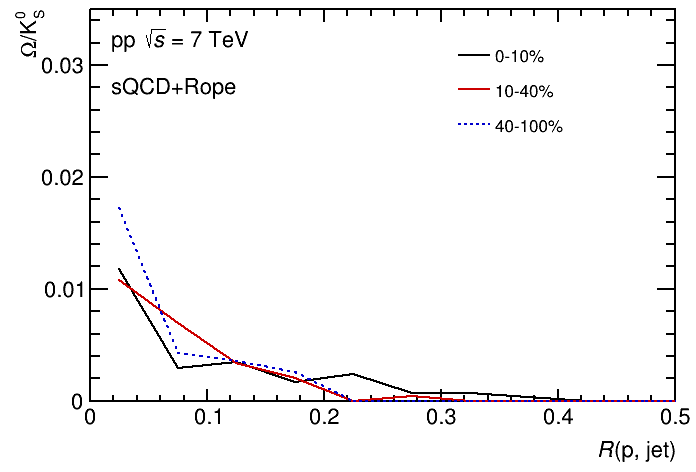 Ω/K⁰_S
pp √s = 7 TeV
sQCD+Rope
0-10%
10-40%
40-100%
0.03
0.02
0.01
0
0 0.1 0.2 0.3 0.4 0.5
R(p, jet)